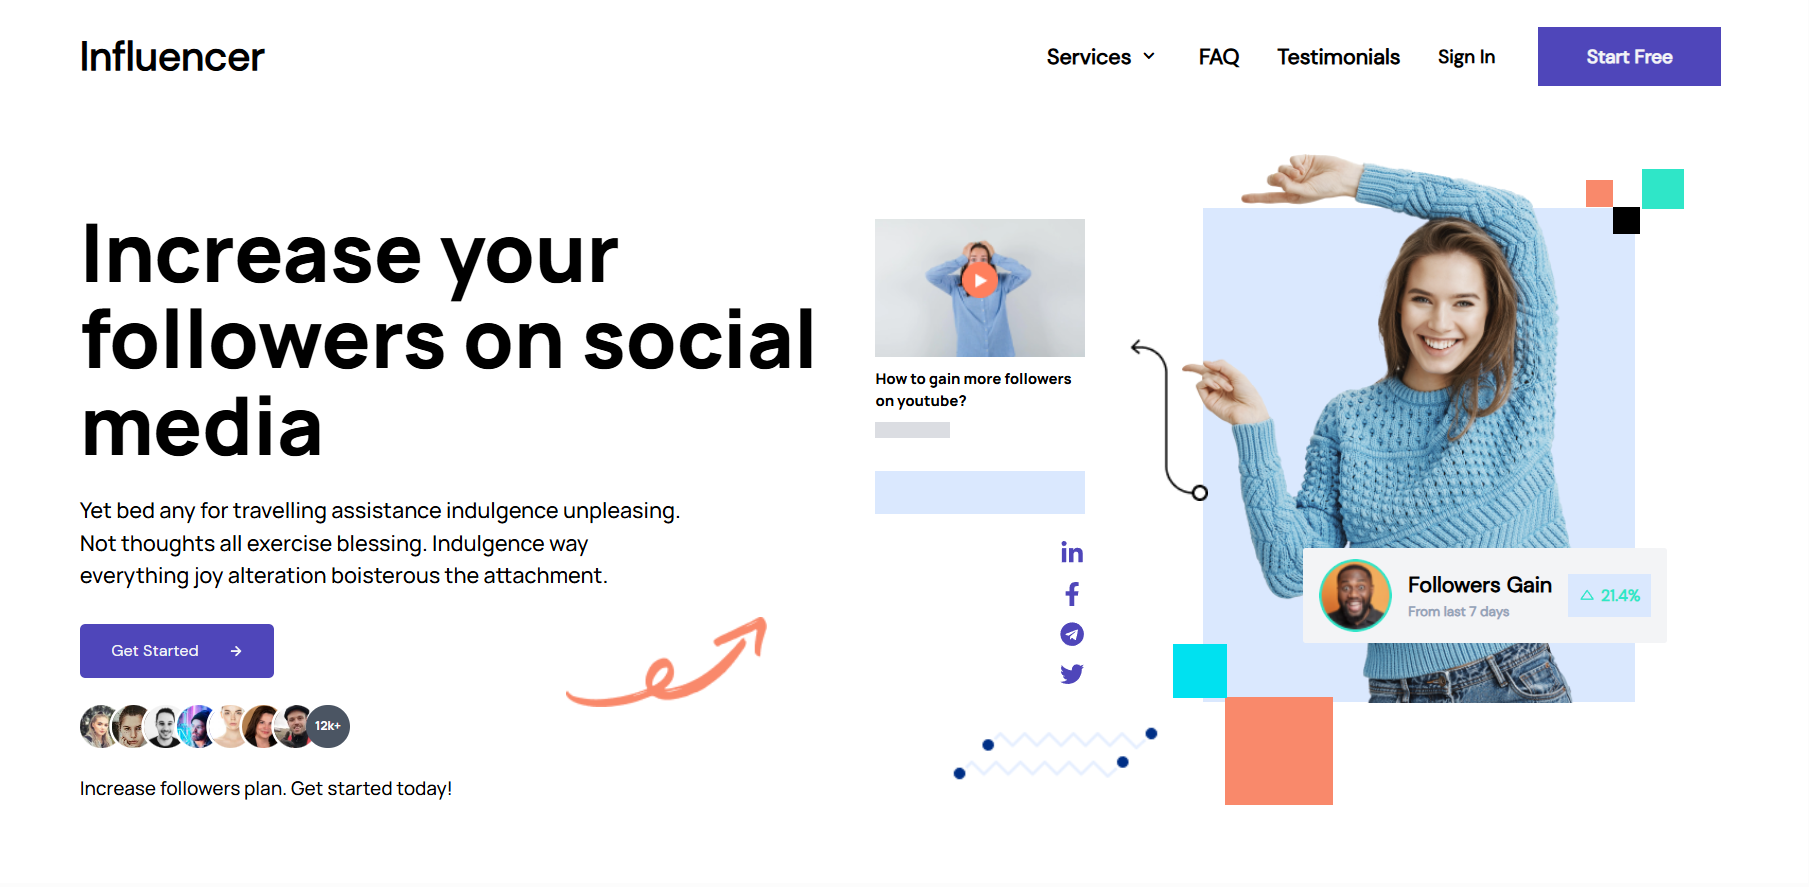 Influencer
Services
FAQ
Testimonials
Sign In
Start Free
Increase your
followers on social
media
Yet bed any for travelling assistance indulgence unpleasing.
Not thoughts all exercise blessing. Indulgence way
everything joy alteration boisterous the attachment.
Get Started
12k+
Increase followers plan. Get started today!
How to gain more followers
on youtube?
in
Followers Gain
From last 7 days
21.4%